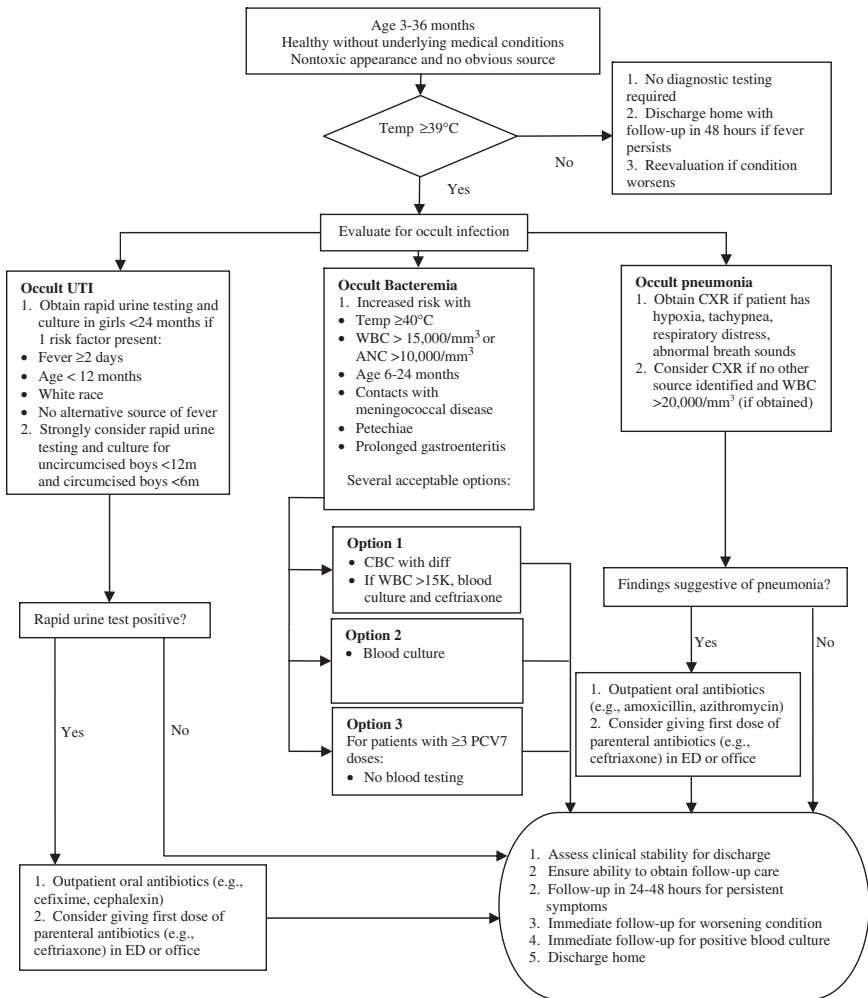 Age 3-36 months
Healthy without underlying medical conditions
Nontoxic appearance and no obvious source
Temp ≥39°C
No
1. No diagnostic testing
required
2. Discharge home with
follow-up in 48 hours if fever
persists
3. Reevaluation if condition
worsens
Yes
Evaluate for occult infection
Occult UTI
1. Obtain rapid urine testing and
culture in girls <24 months if
1 risk factor present:
• Fever ≥2 days
• Age < 12 months
• White race
• No alternative source of fever
2. Strongly consider rapid urine
testing and culture for
uncircumcised boys <12m
and circumcised boys <6m
Occult Bacteremia
1. Increased risk with
• Temp ≥40°C
• WBC > 15,000/mm³ or
ANC >10,000/mm³
• Age 6-24 months
• Contacts with
meningococcal disease
• Petechiae
• Prolonged gastroenteritis
Several acceptable options:
Occult pneumonia
1. Obtain CXR if patient has
hypoxia, tachypnea,
respiratory distress,
abnormal breath sounds
2. Consider CXR if no other
source identified and WBC
>20,000/mm³ (if obtained)
Option 1
• CBC with diff
• If WBC >15K, blood
culture and ceftriaxone
Option 2
• Blood culture
Option 3
For patients with ≥3 PCV7
doses:
• No blood testing
Rapid urine test positive?
Yes
No
Findings suggestive of pneumonia?
Yes
No
1. Outpatient oral antibiotics
(e.g., amoxicillin, azithromycin)
2. Consider giving first dose of
parenteral antibiotics (e.g.,
ceftriaxone) in ED or office
1. Outpatient oral antibiotics (e.g.,
cefixime, cephalexin)
2. Consider giving first dose of
parenteral antibiotics (e.g.,
ceftriaxone) in ED or office
1. Assess clinical stability for discharge
2. Ensure ability to obtain follow-up care
2. Follow-up in 24-48 hours for persistent
symptoms
3. Immediate follow-up for worsening condition
4. Immediate follow-up for positive blood culture
5. Discharge home